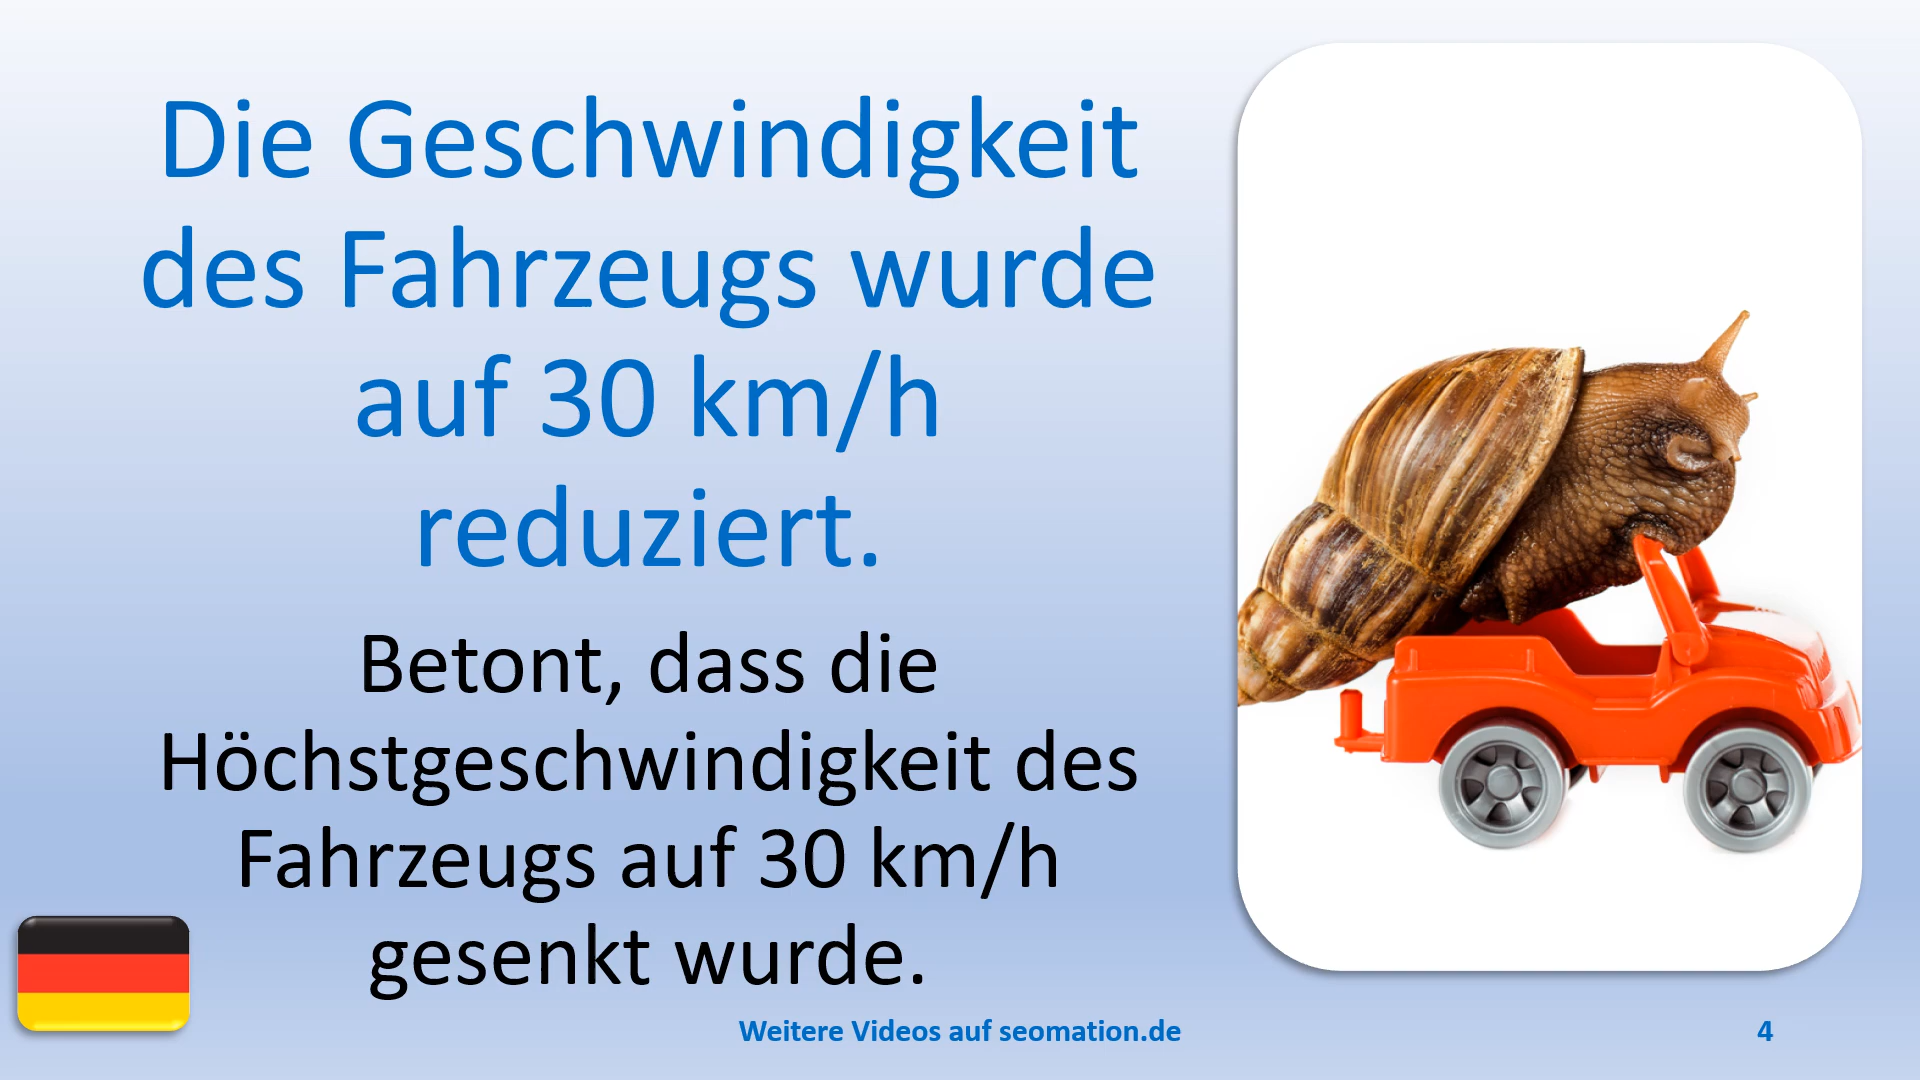 Die Geschwindigkeit
des Fahrzeugs wurde
auf 30 km/h
reduziert.
Betont, dass die
Höchstgeschwindigkeit des
Fahrzeugs auf 30 km/h
gesenkt wurde.
Weitere Videos auf seomation.de
4